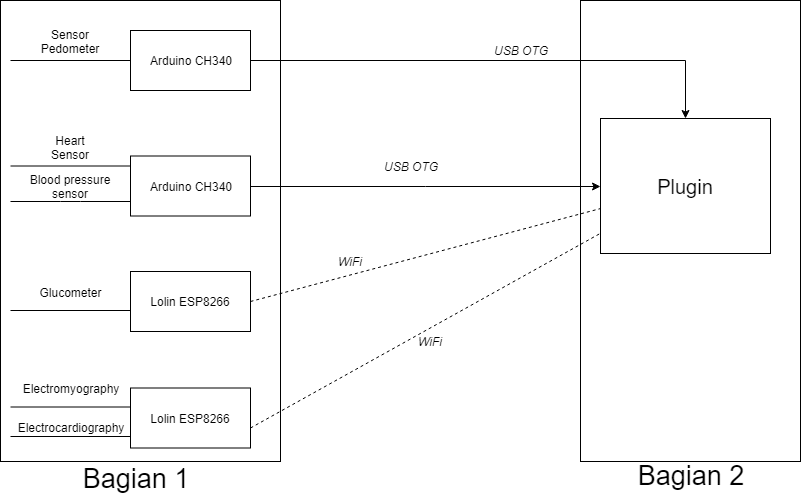 Sensor
Pedometer
Arduino CH340
USB OTG
Heart
Sensor
Blood pressure
sensor
Arduino CH340
USB OTG
Plugin
Glucometer
Lolin ESP8266
WiFi
Electromyography
Electrocardiography
Lolin ESP8266
WiFi
Bagian 1
Bagian 2